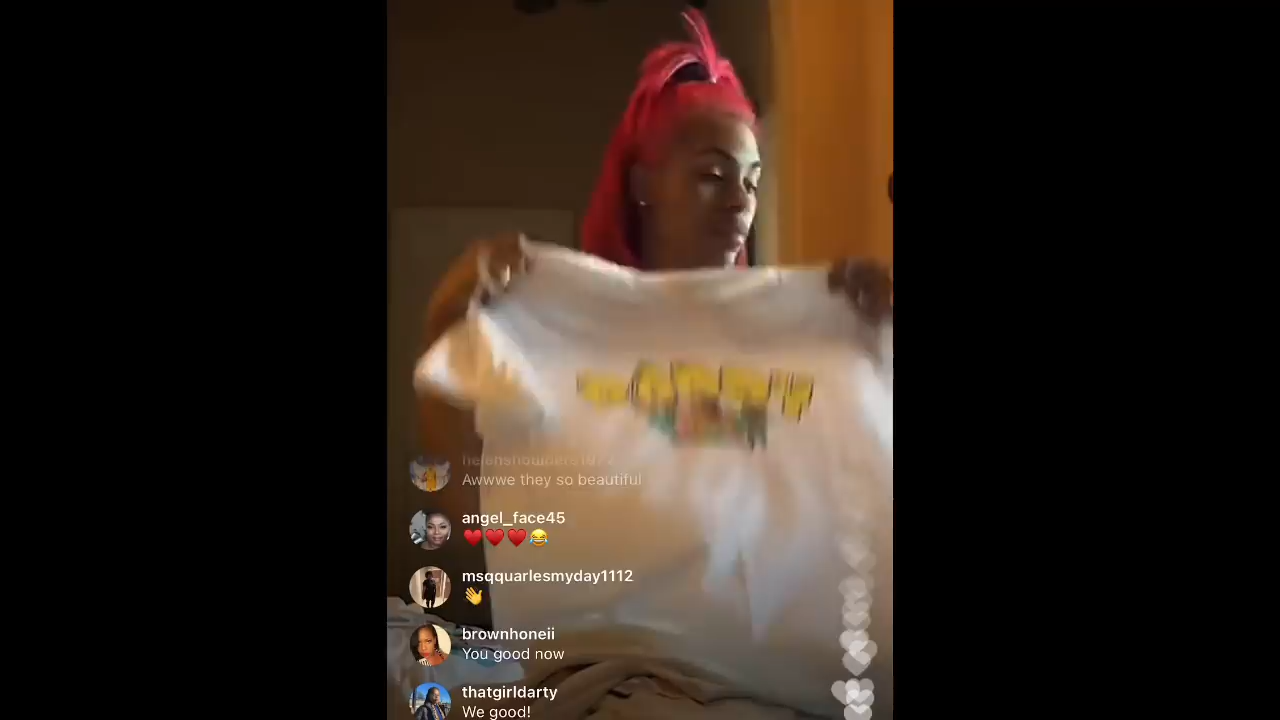 Awwwe they so beautiful
angel_face45
❤️❤️❤️😂
msqquarlesmyday1112
👋
brownhoneii
You good now
thatgirldarty
We good!